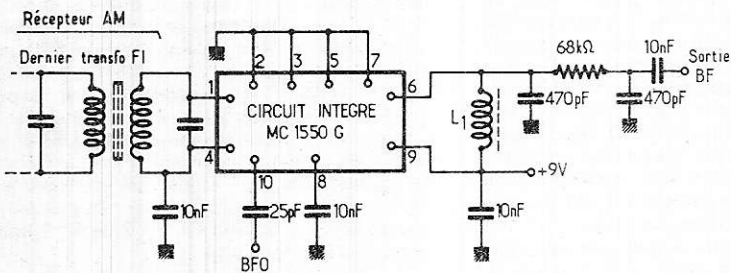 Récepteur AM
Dernier transfo FI
2 3 5 7
1
4
CIRCUIT INTEGRE
MC 1550 G
6
9
10 8
10nF
25pF
10nF
BFO
L1
68kΩ
470pF
470pF
10nF
Sortie
BF
+9V
10nF